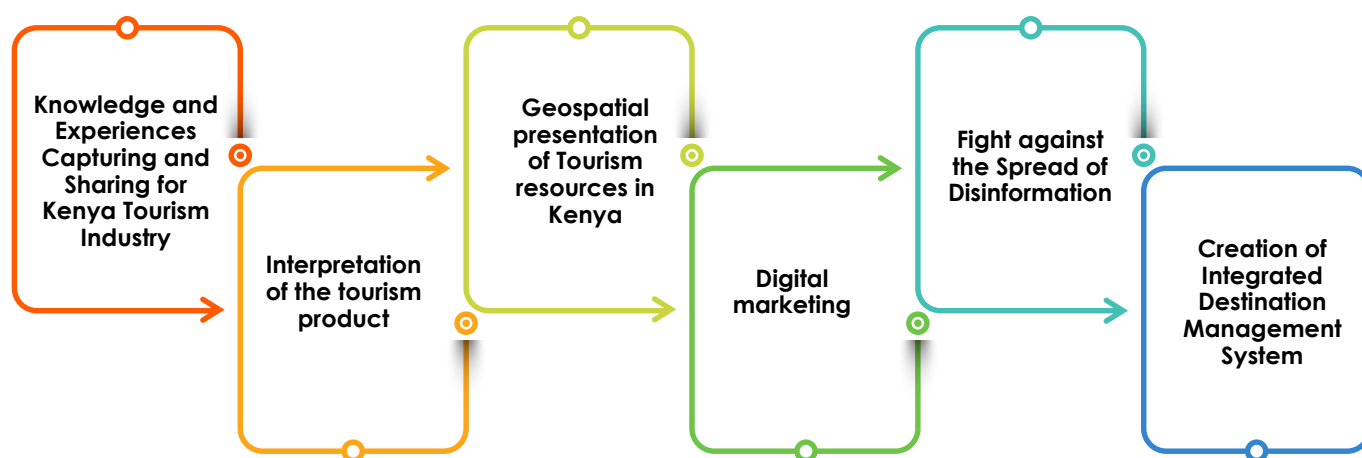 Knowledge and
Experiences
Capturing and
Sharing for
Kenya Tourism
Industry
Interpretation
of the tourism
product
Geospatial
presentation
of Tourism
resources in
Kenya
Digital
marketing
Fight against
the Spread of
Disinformation
Creation of
Integrated
Destination
Management
System